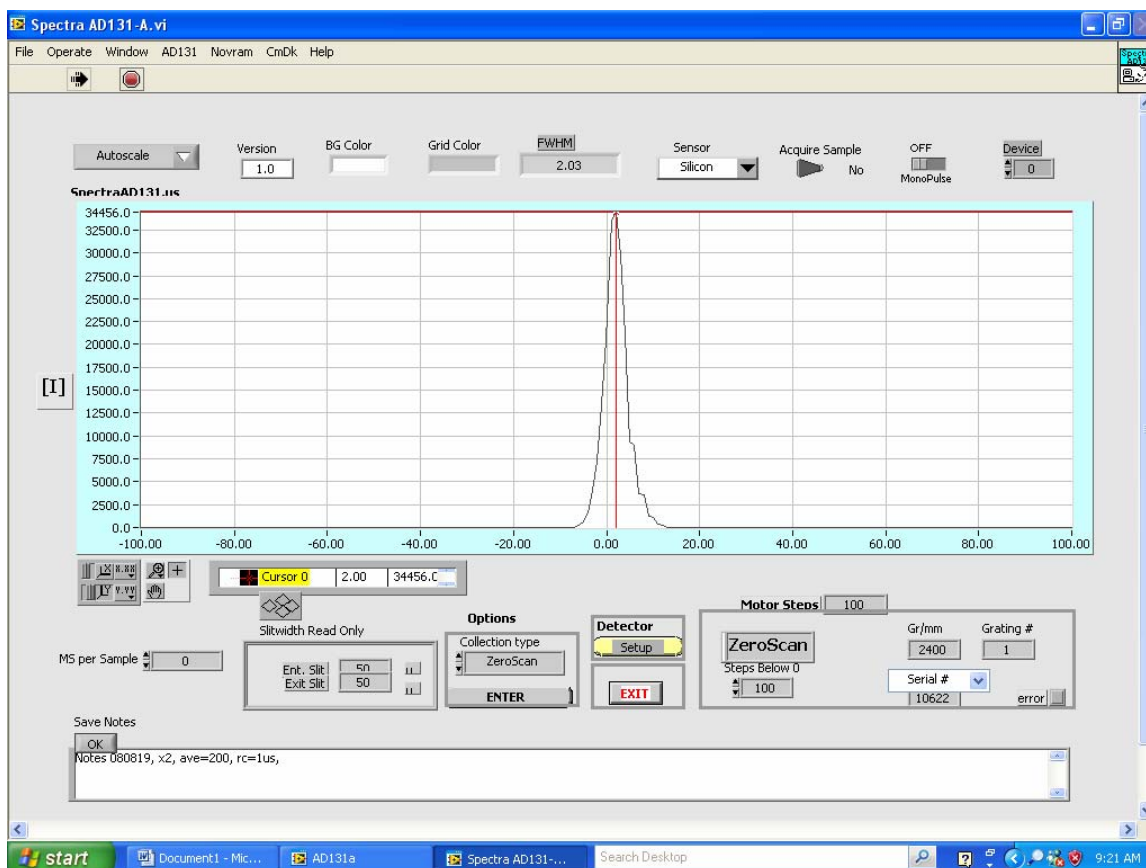 Spectra AD131-A.vi
File Operate Window AD131 Novram CmDk Help
Autoscale
Version
1.0
BG Color
Grid Color
FWHM
2.03
Sensor
Silicon
Acquire Sample
No
OFF
MonoPulse
Device
0
SpectraAD131.us
34456.0
32500.0
30000.0
27500.0
25000.0
22500.0
20000.0
17500.0
15000.0
12500.0
10000.0
7500.0
5000.0
2500.0
0.0
[I]
-100.00 -80.00 -60.00 -40.00 -20.00 0.00 20.00 40.00 60.00 80.00 100.00
Cursor 0 2.00 34456.0
Slitwidth Read Only
Ent. Slit 50
Exit Slit 50
MS per Sample 0
Options
Collection type
ZeroScan
ENTER
Detector
Setup
EXIT
Motor Steps 100
ZeroScan
Steps Below 0
100
Gr/mm
2400
Grating #
1
Serial #
10622
error
Save Notes
OK
Notes 080819, x2, ave=200, rc=1us,
start
Document1 - Mic...
AD131a
Spectra AD131-...
Search Desktop
9:21 AM